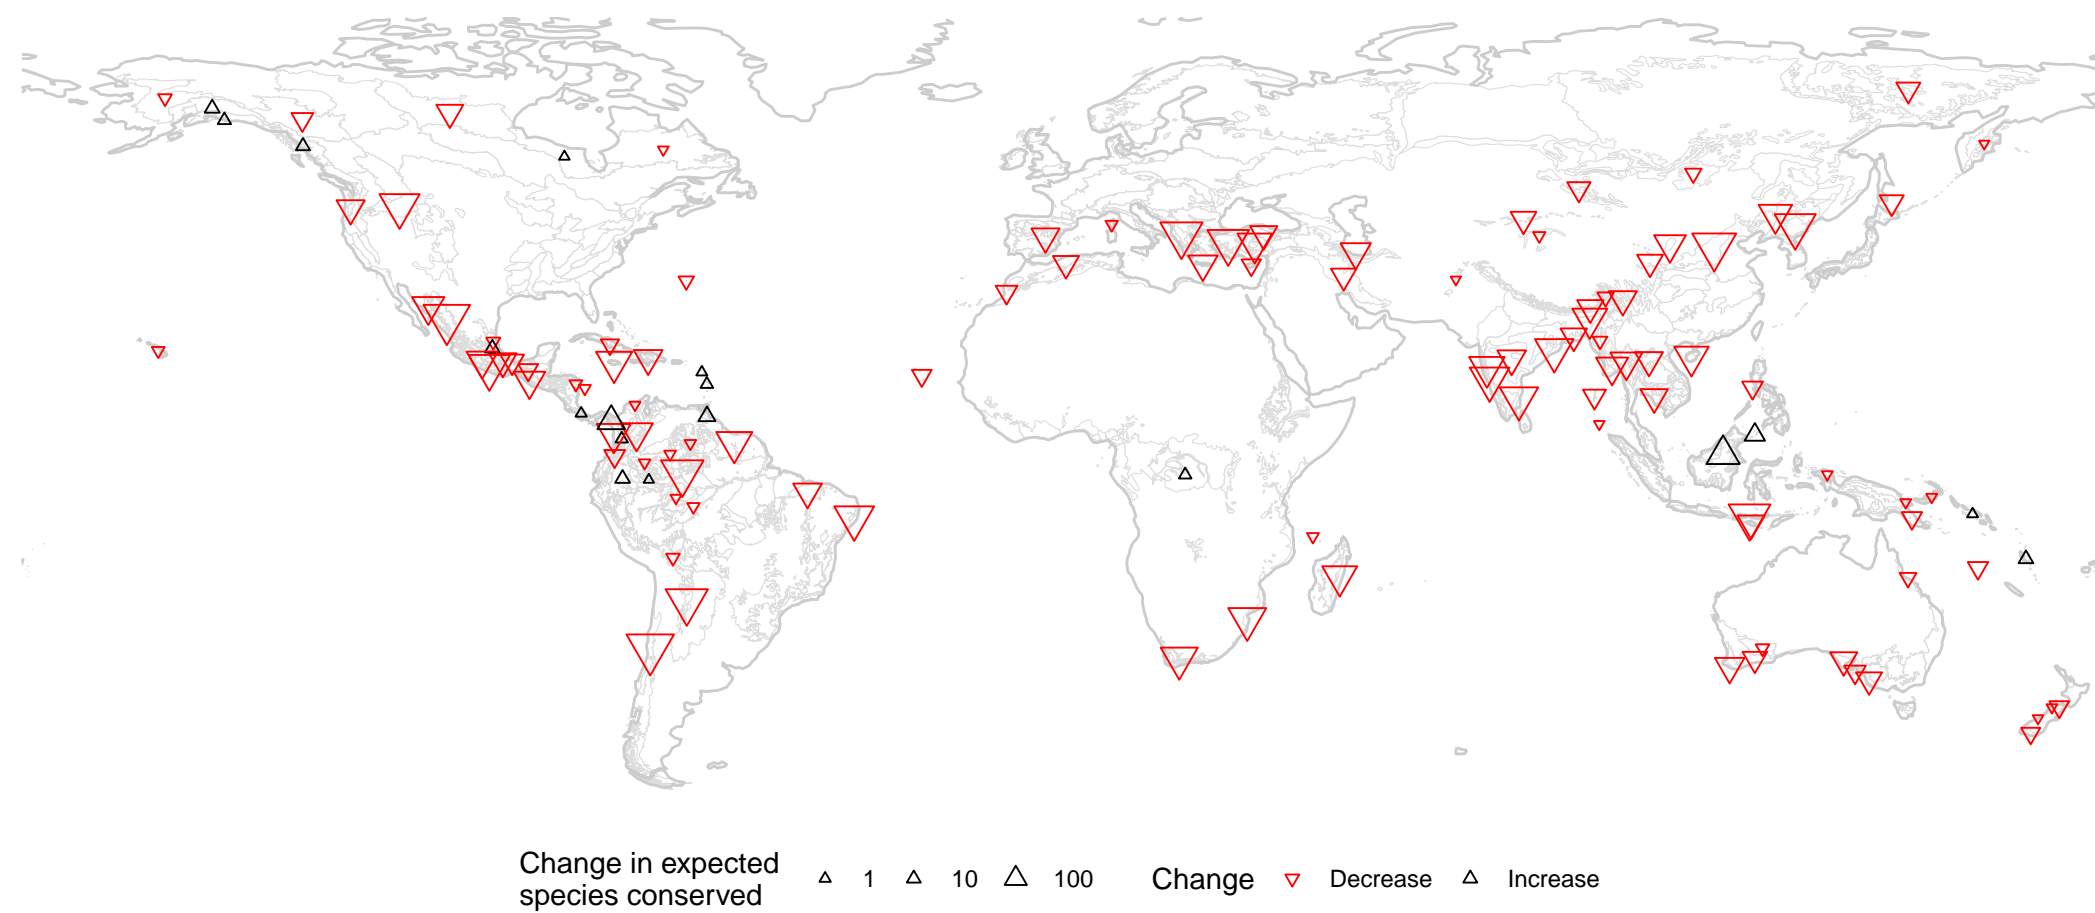 Change in expected
species conserved
1
10
100
Change
Decrease
Increase